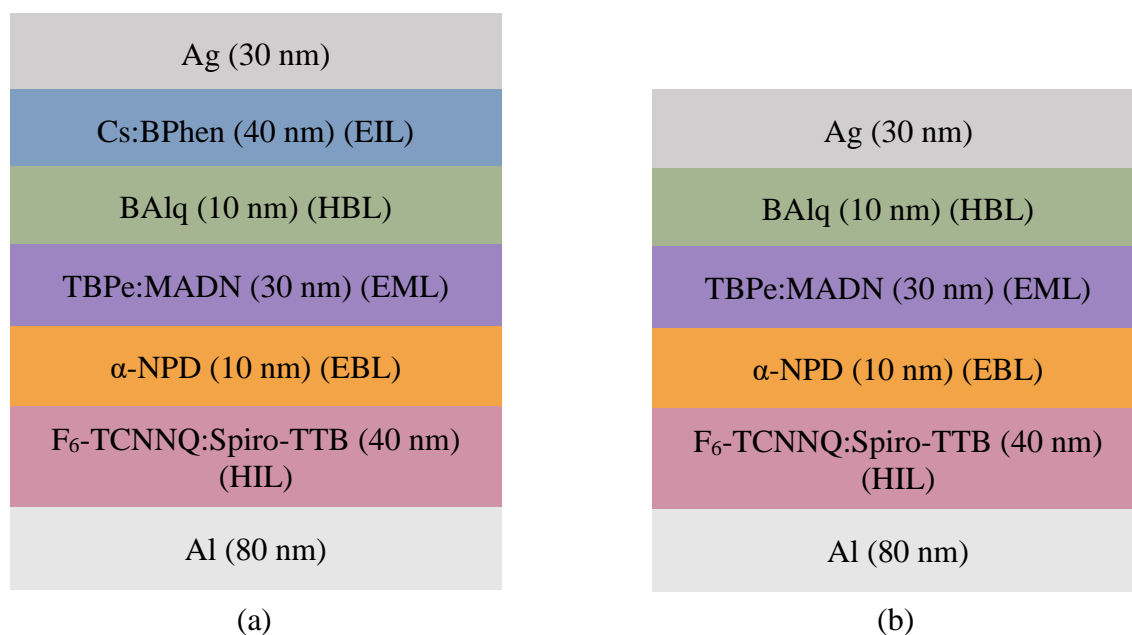 Ag (30 nm)
Cs:BPhen (40 nm) (EIL)
BAlq (10 nm) (HBL)
TBPe:MADN (30 nm) (EML)
α-NPD (10 nm) (EBL)
F₆-TCNNQ:Spiro-TTB (40 nm)
(HIL)
Al (80 nm)
(a)
Ag (30 nm)
BAlq (10 nm) (HBL)
TBPe:MADN (30 nm) (EML)
α-NPD (10 nm) (EBL)
F₆-TCNNQ:Spiro-TTB (40 nm)
(HIL)
Al (80 nm)
(b)